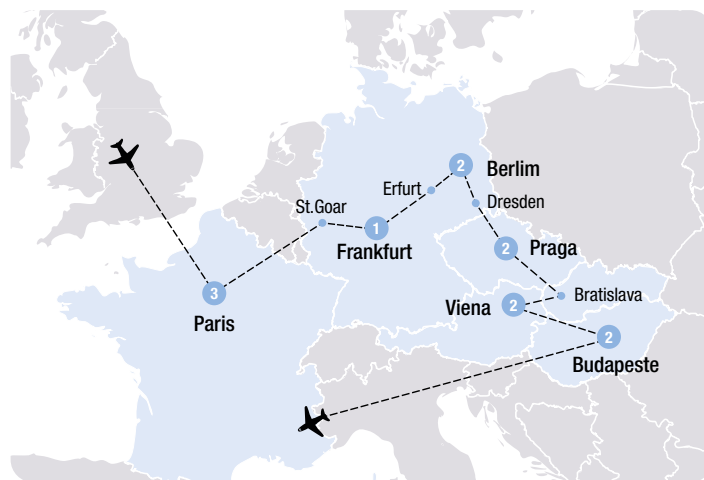 2
Berlim
Erfurt
Dresden
St.Goar
1
Frankfurt
2
Praga
3
Paris
Bratislava
Viena
2
2
Budapeste